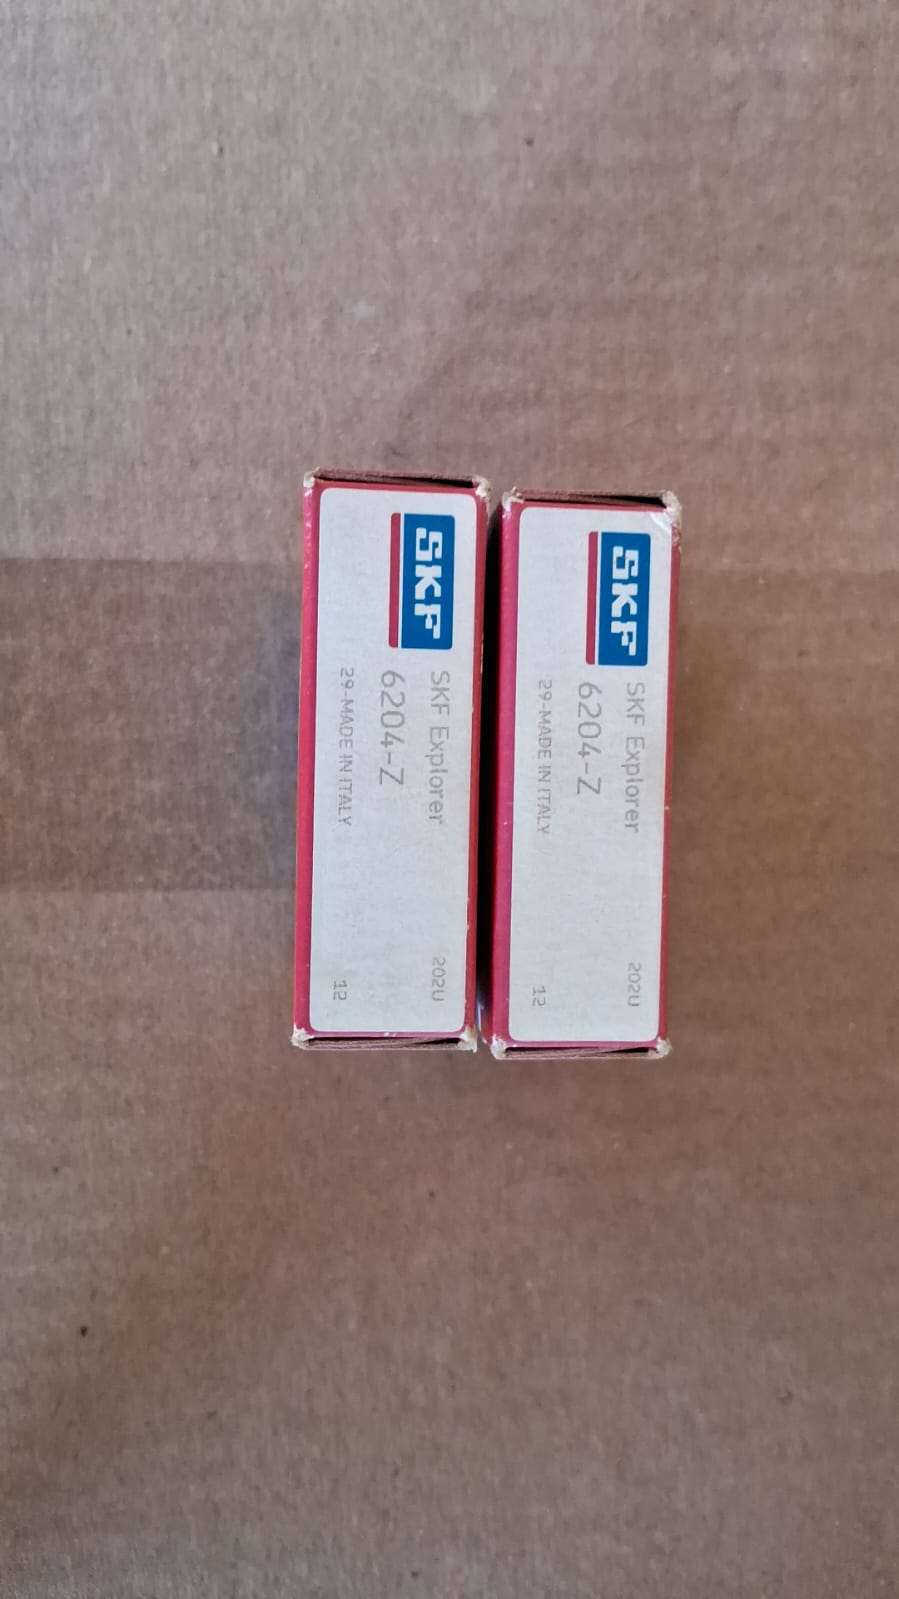 SKF
SKF Explorer 202U
6204-Z
29-MADE IN ITALY 12
SKF
SKF Explorer 202U
6204-Z
29-MADE IN ITALY 12